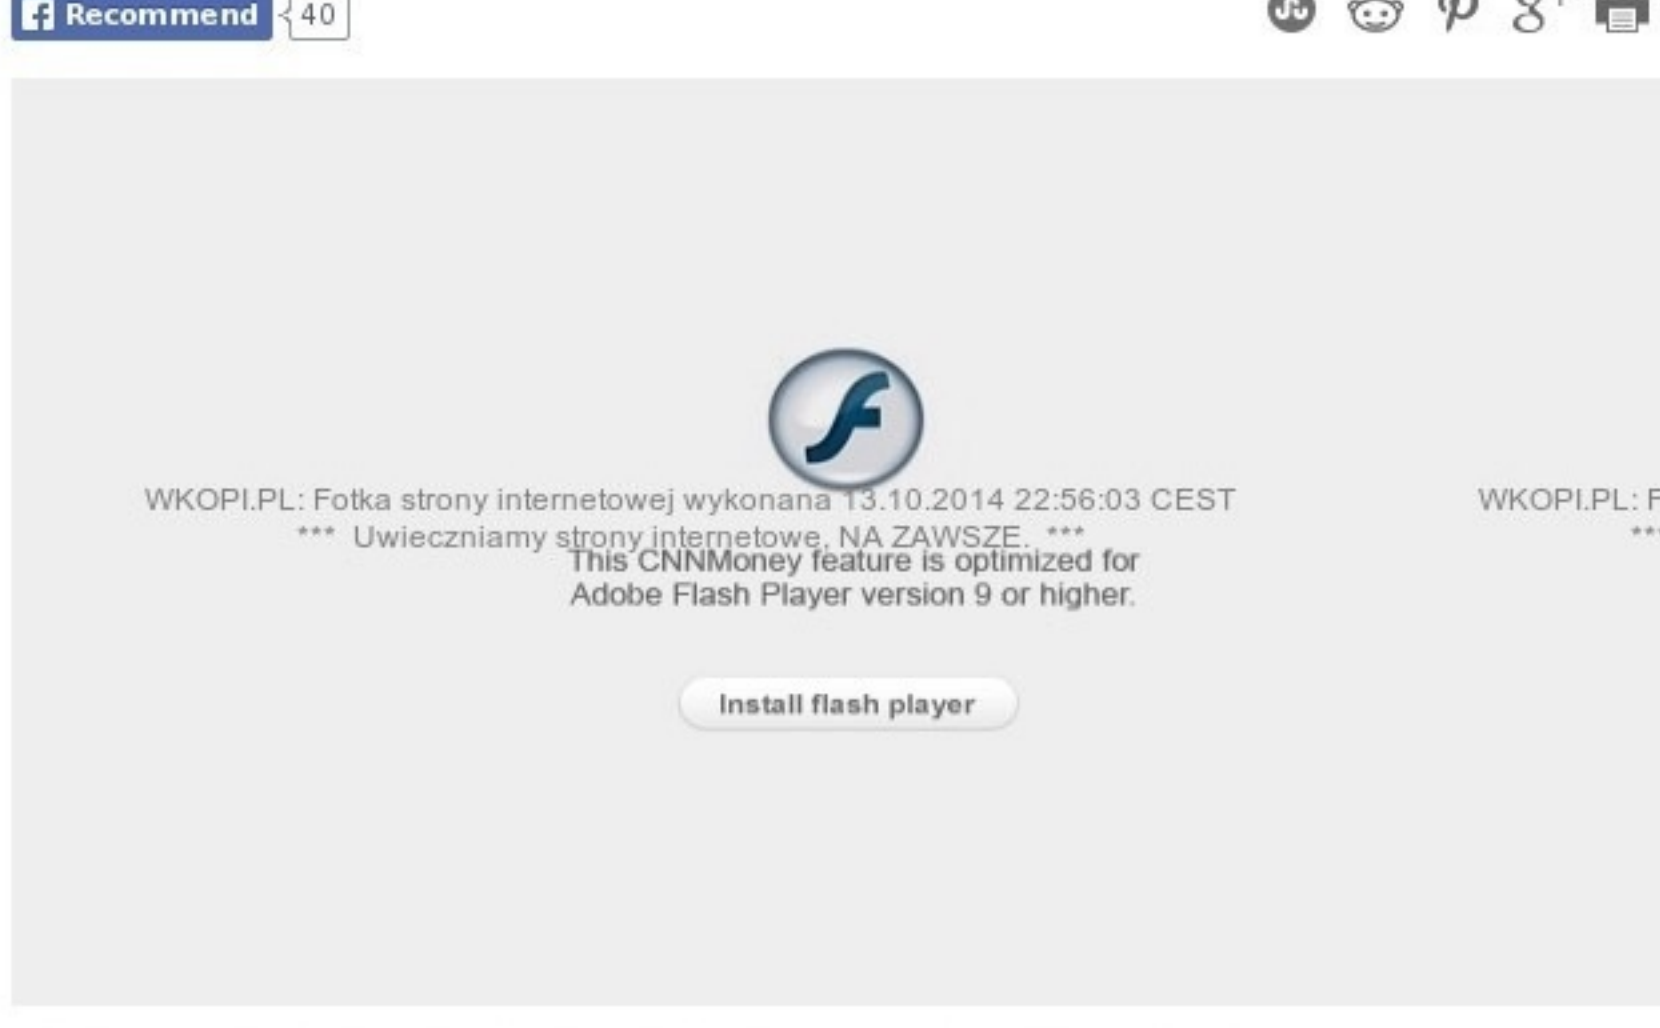 Recommend 40
WKOPI.PL: Fotka strony internetowej wykonana 13.10.2014 22:56:03 CEST
WKOPI.PL: F
*** Uwieczniamy strony internetowe, NA ZAWSZE. ***
This CNNMoney feature is optimized for
Adobe Flash Player version 9 or higher.
Install flash player